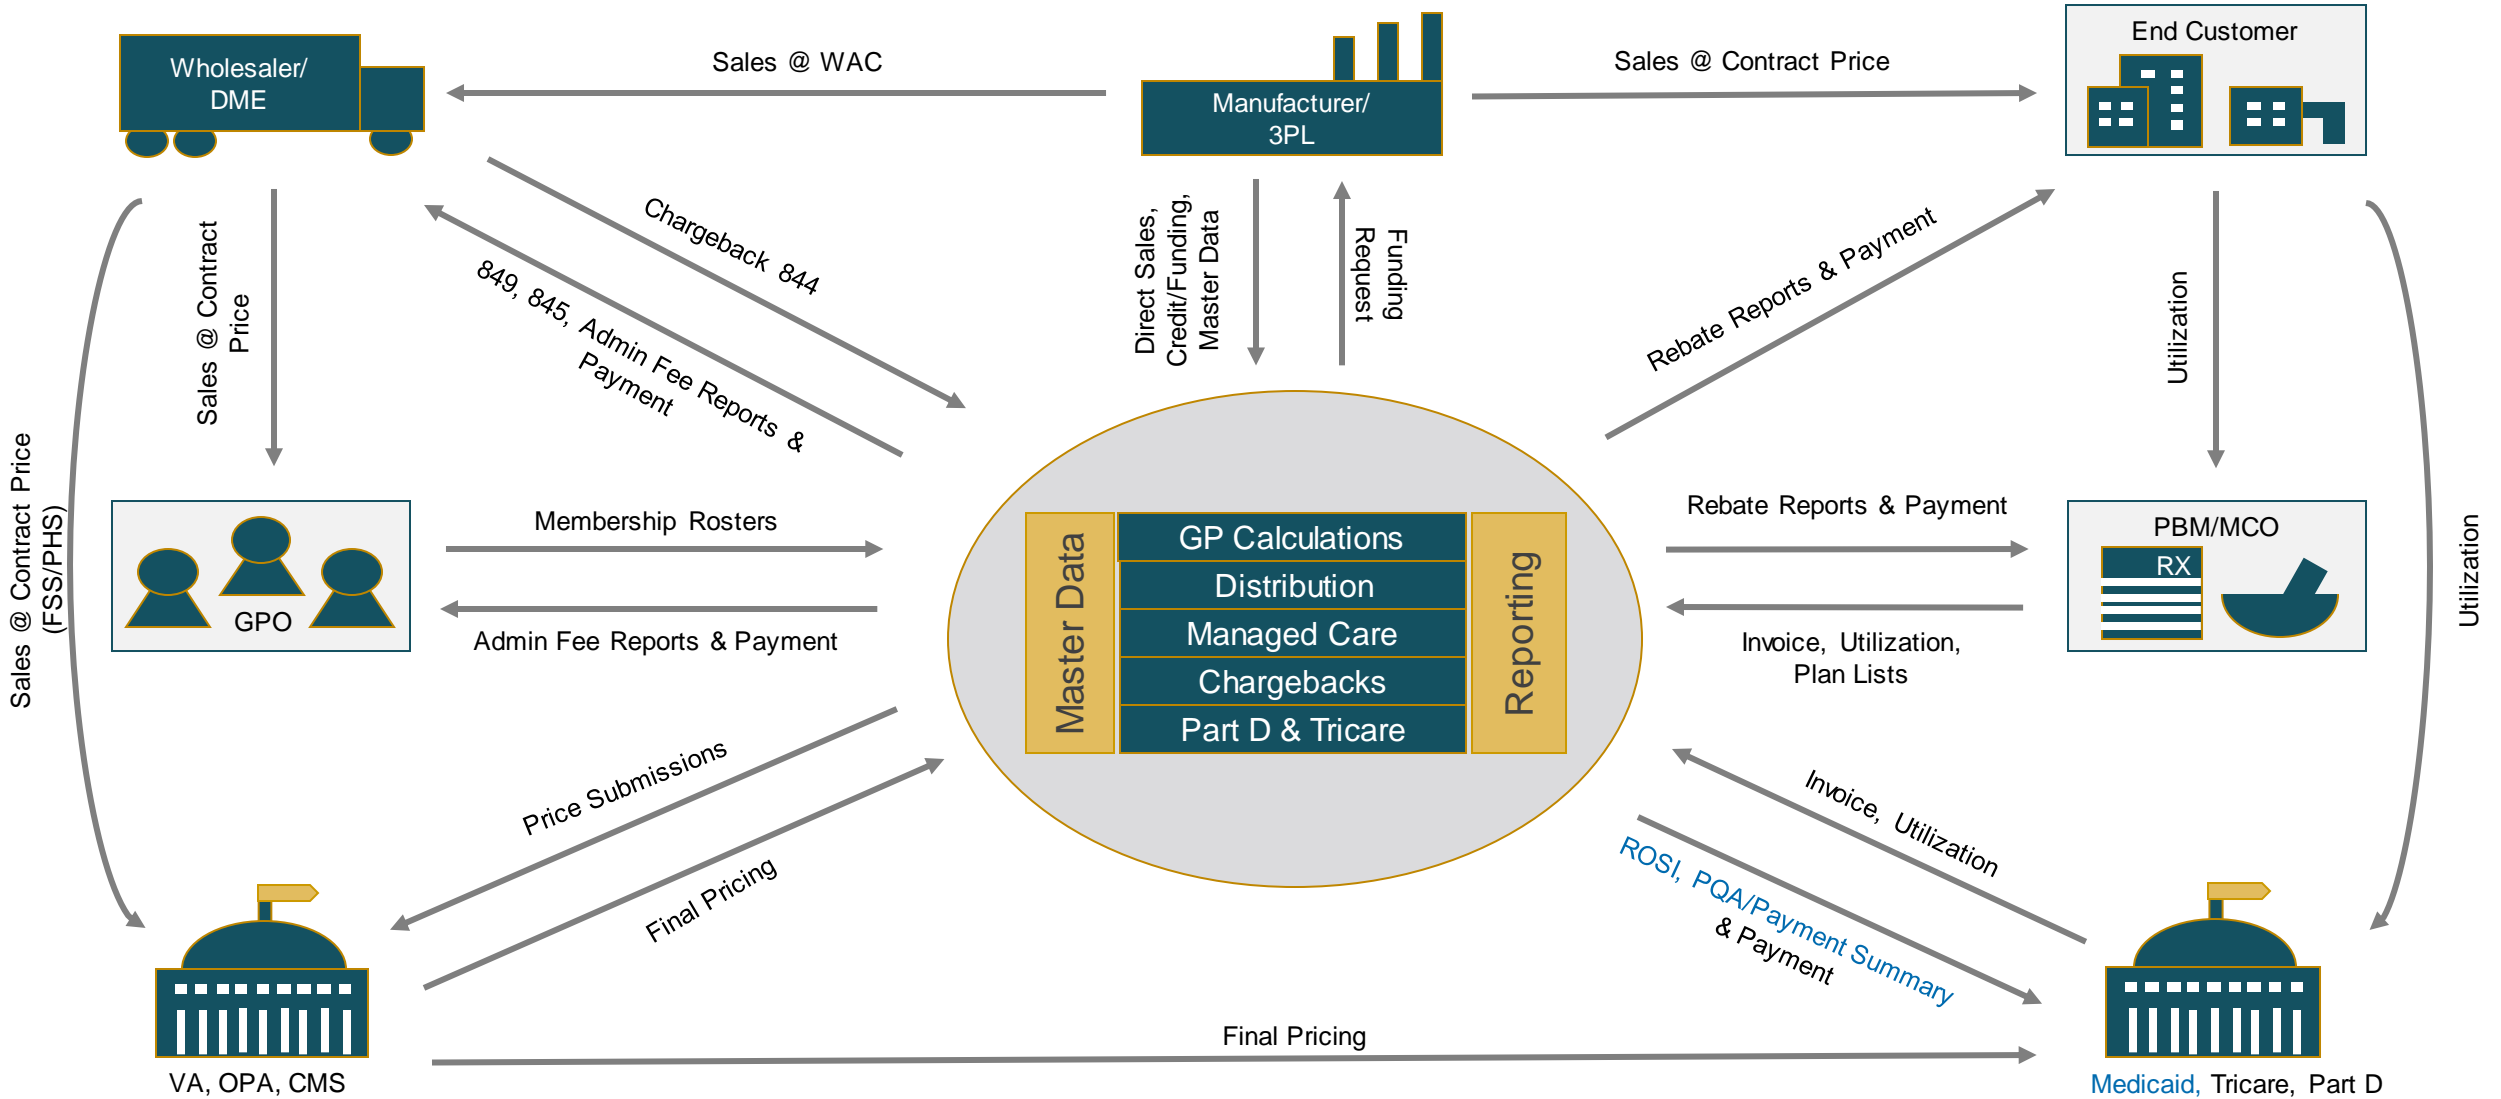 Wholesaler/
DME
Sales @ WAC
Manufacturer/
3PL
Sales @ Contract Price
End Customer
Sales @ Contract
Price
Chargeback 844
849, 845, Admin Fee Reports &
Payment
Direct Sales,
Credit/Funding,
Master Data
Funding
Request
Rebate Reports & Payment
Utilization
Utilization
Sales @ Contract Price
(FSS/PHS)
GPO
Membership Rosters
Admin Fee Reports & Payment
Master Data
GP Calculations
Distribution
Managed Care
Chargebacks
Part D & Tricare
Reporting
Rebate Reports & Payment
Invoice, Utilization,
Plan Lists
PBM/MCO
RX
Price Submissions
Final Pricing
Invoice, Utilization
ROSI, PQA/Payment Summary
& Payment
Final Pricing
VA, OPA, CMS
Medicaid, Tricare, Part D